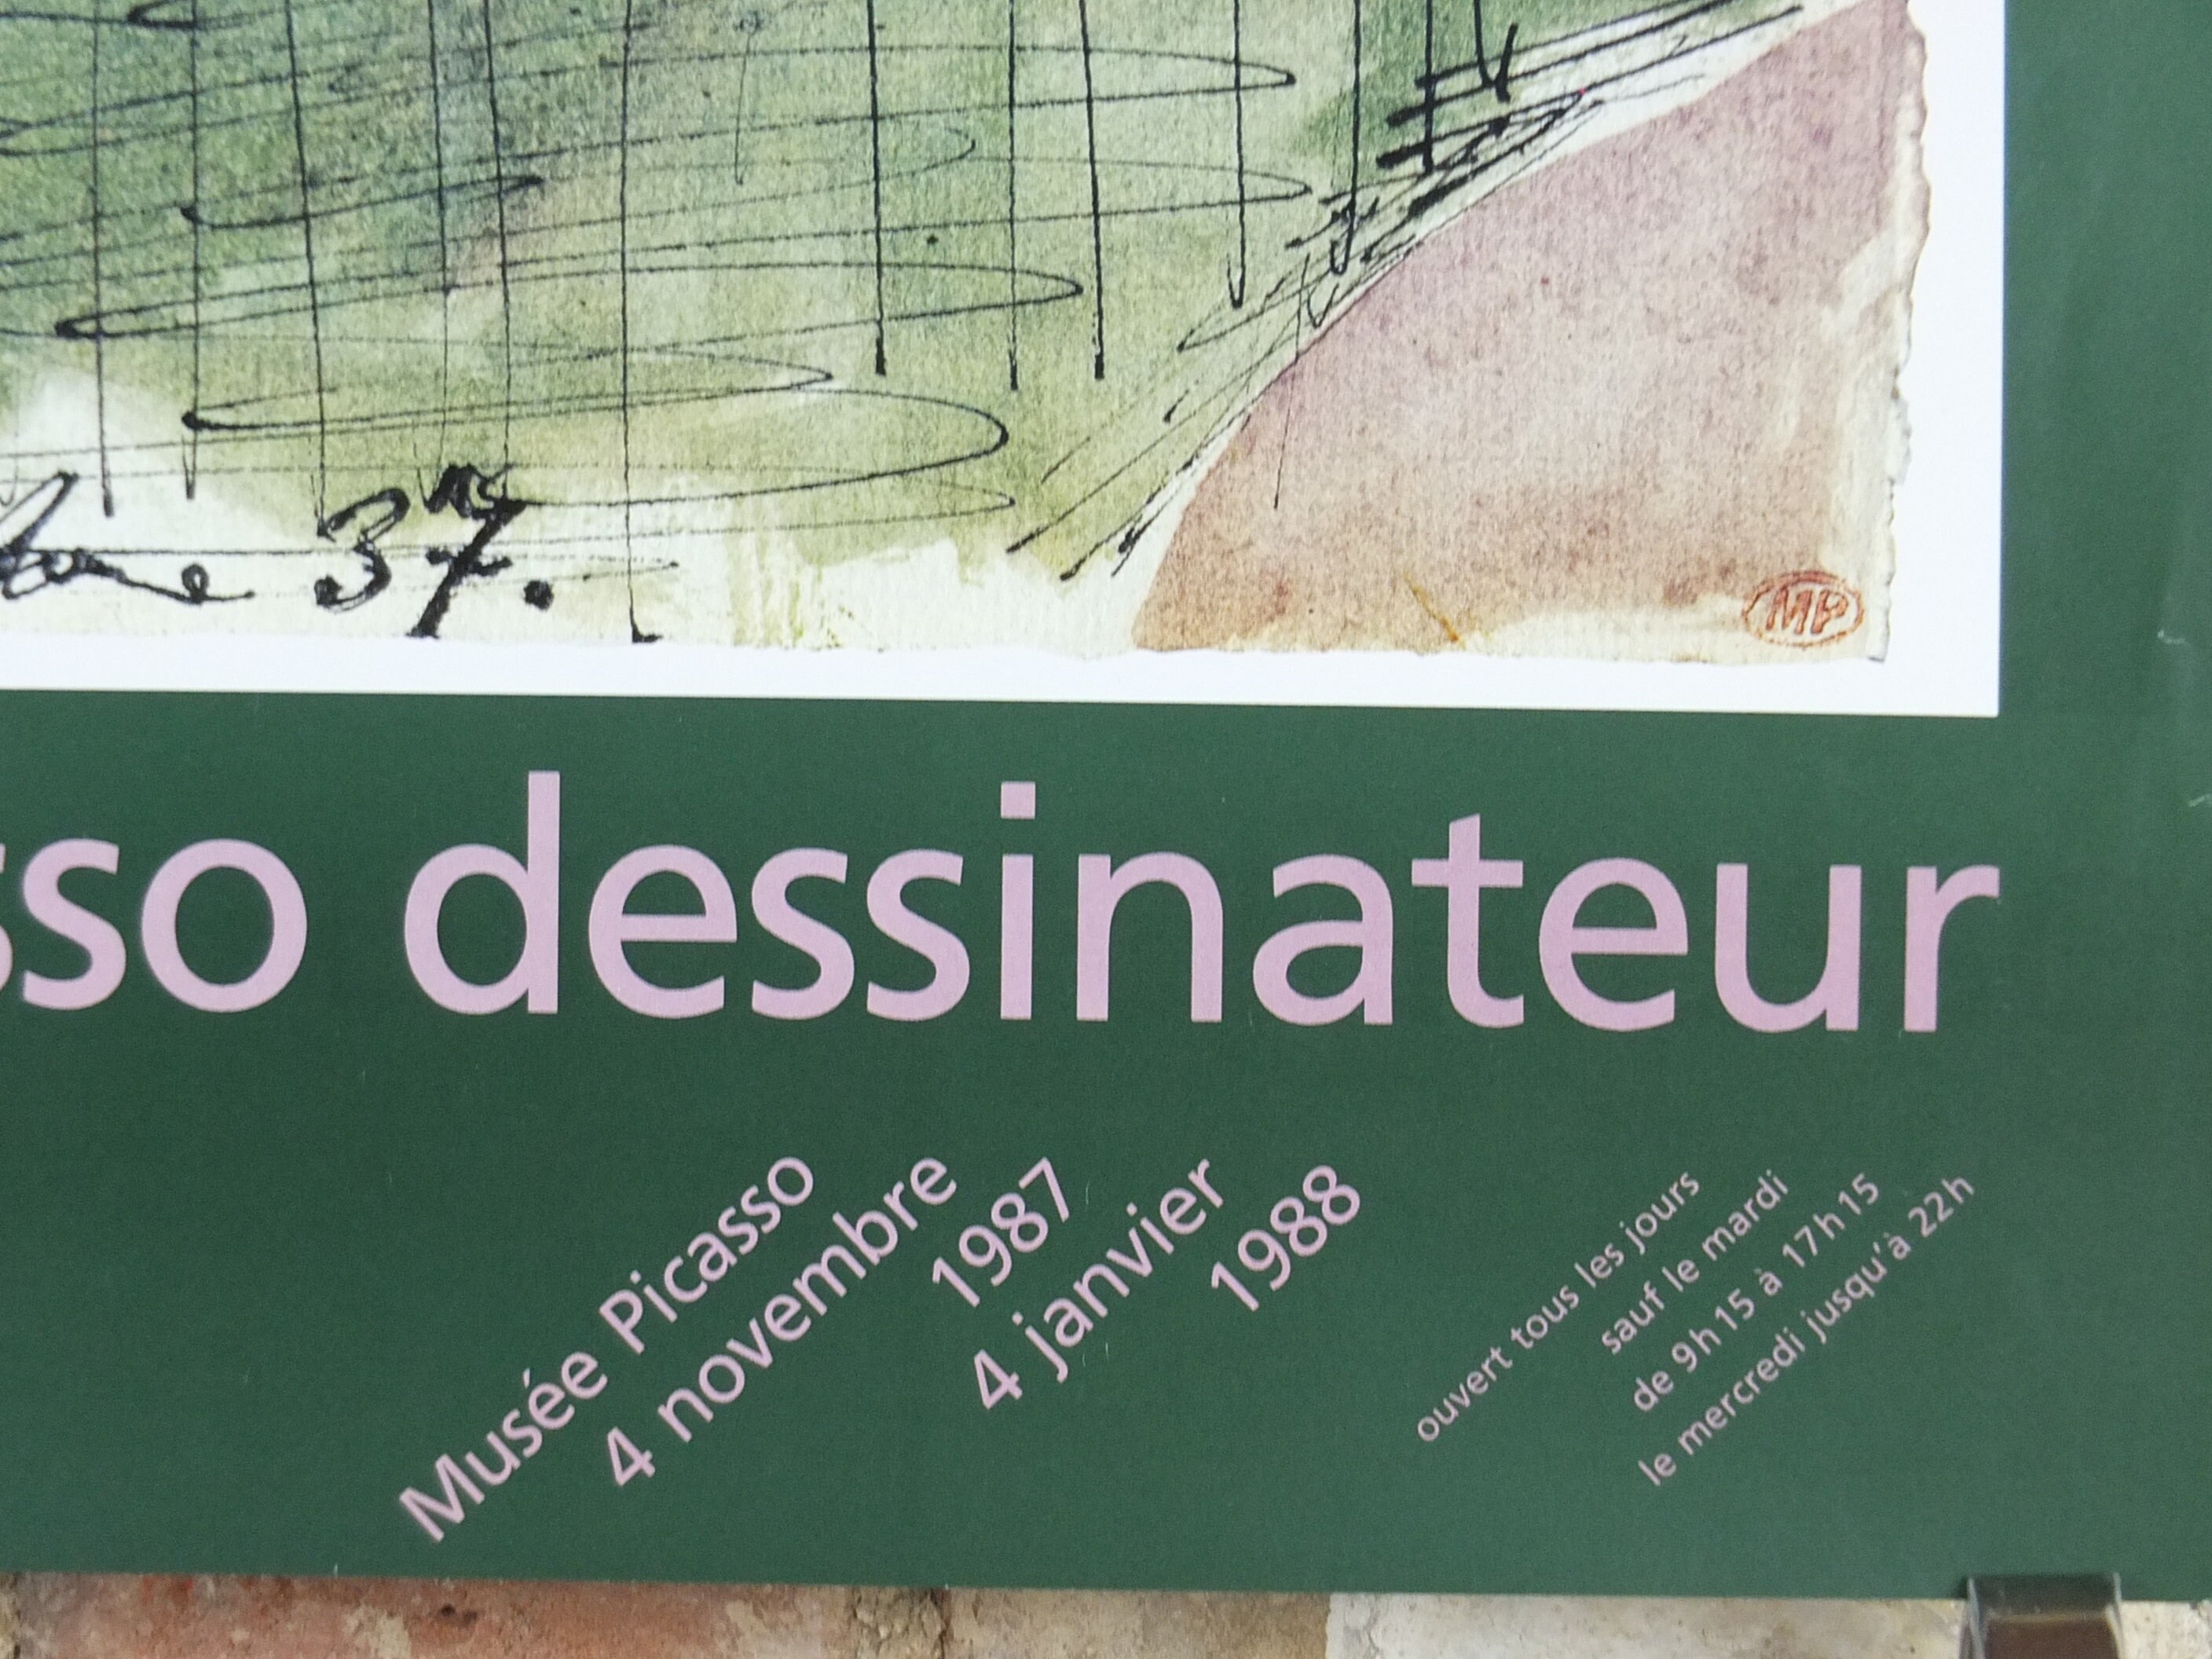 37.
MP
sso dessinateur
Musée Picasso
4 novembre
1987
4 janvier
1988
ouvert tous les jours
sauf le mardi
de 9h15 à 17h15
le mercredi jusqu'à 22h